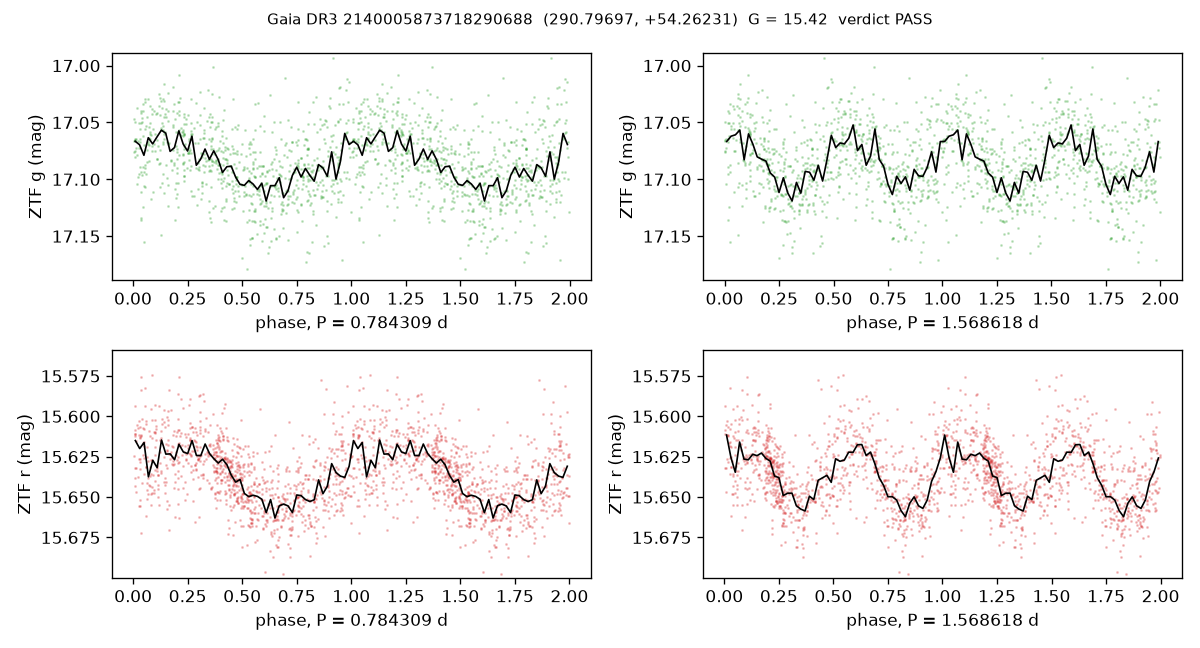 Gaia DR3 2140005873718290688 (290.79697, +54.26231) G = 15.42 verdict PASS
ZTF g (mag)
17.00
17.05
17.10
17.15
0.00 0.25 0.50 0.75 1.00 1.25 1.50 1.75 2.00
phase, P = 0.784309 d
ZTF g (mag)
17.00
17.05
17.10
17.15
0.00 0.25 0.50 0.75 1.00 1.25 1.50 1.75 2.00
phase, P = 1.568618 d
ZTF r (mag)
15.575
15.600
15.625
15.650
15.675
0.00 0.25 0.50 0.75 1.00 1.25 1.50 1.75 2.00
phase, P = 0.784309 d
ZTF r (mag)
15.575
15.600
15.625
15.650
15.675
0.00 0.25 0.50 0.75 1.00 1.25 1.50 1.75 2.00
phase, P = 1.568618 d